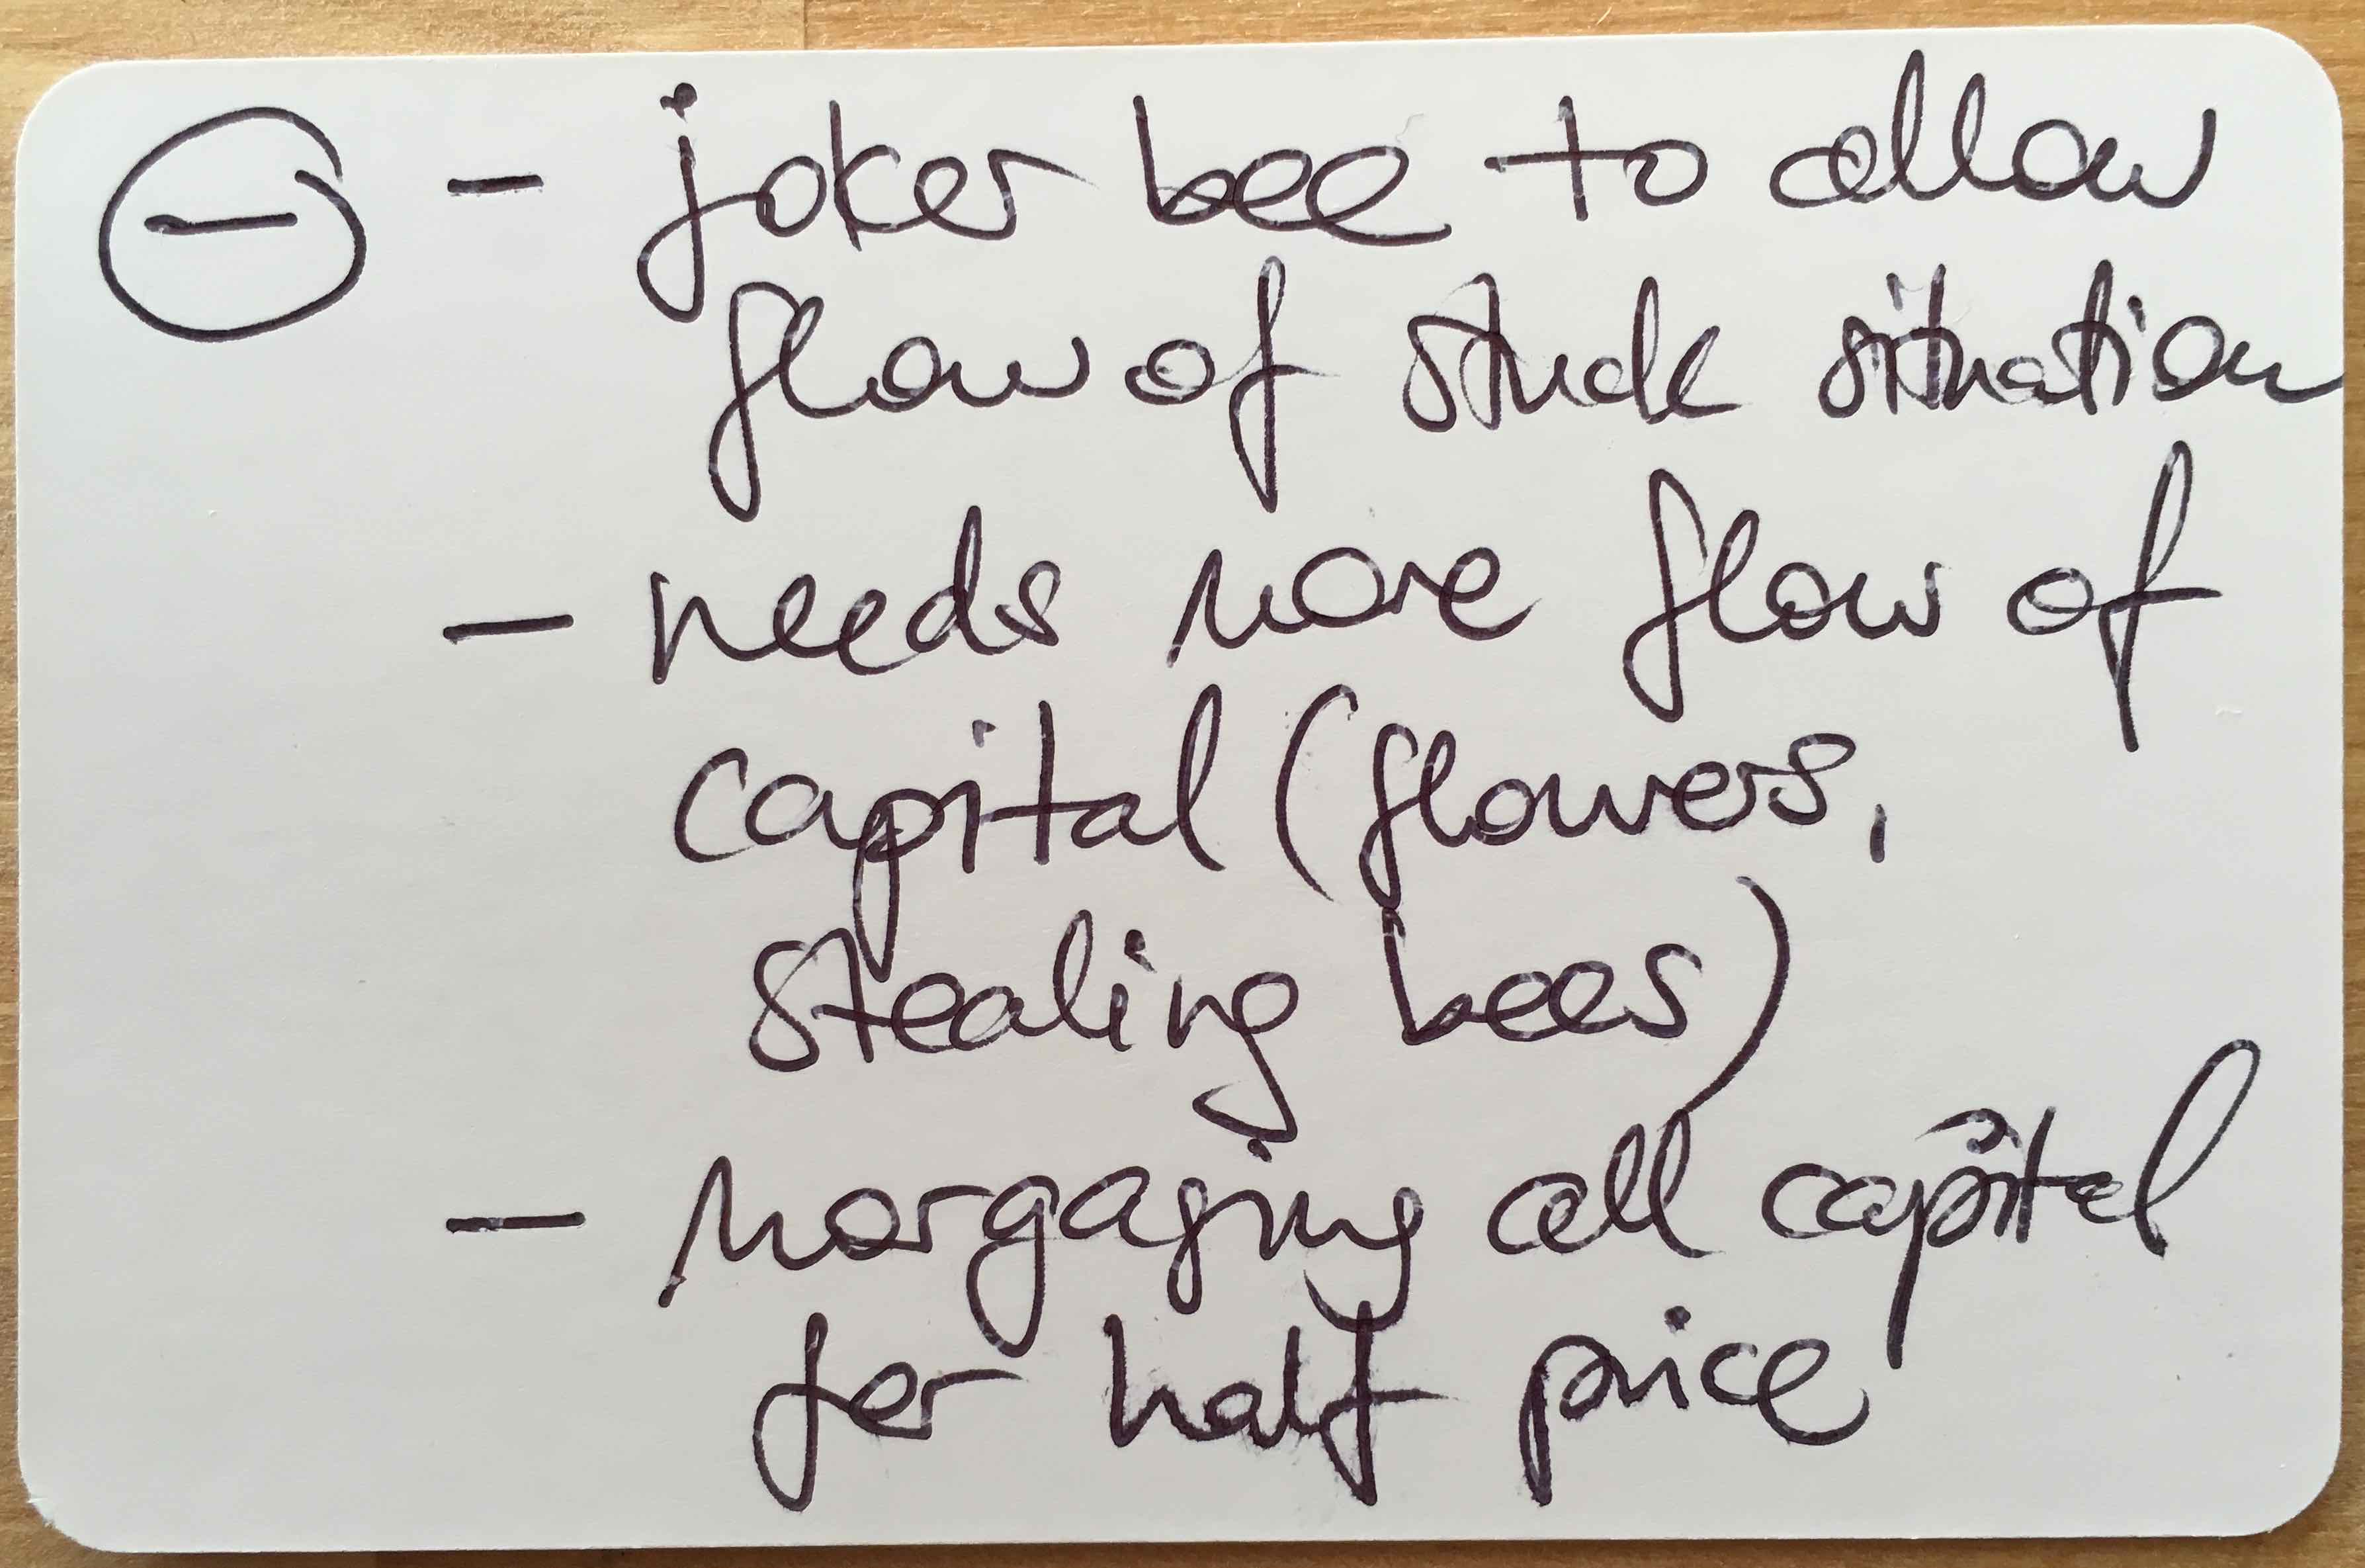 ⊖ - joker bee to allow
flow of stuck situation
- needs more flow of
capital (flowers,
stealing bees)
- morgaging all capital
for half price